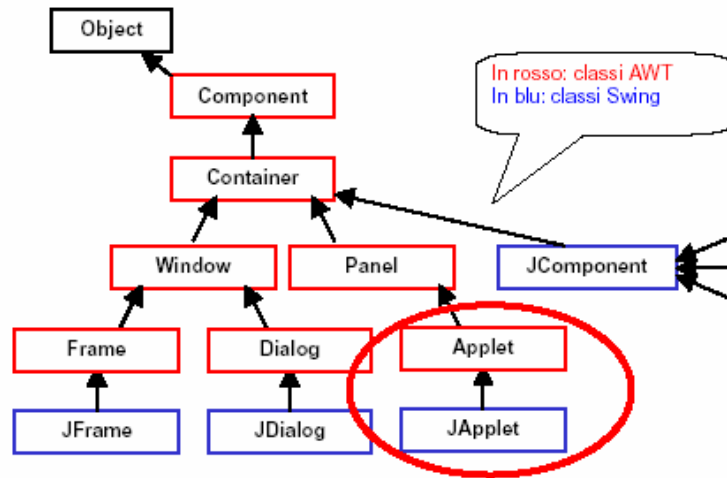 Object
In rosso: classi AWT
In blu: classi Swing
Component
Container
Window
Panel
JComponent
Frame
Dialog
Applet
JFrame
JDialog
JApplet